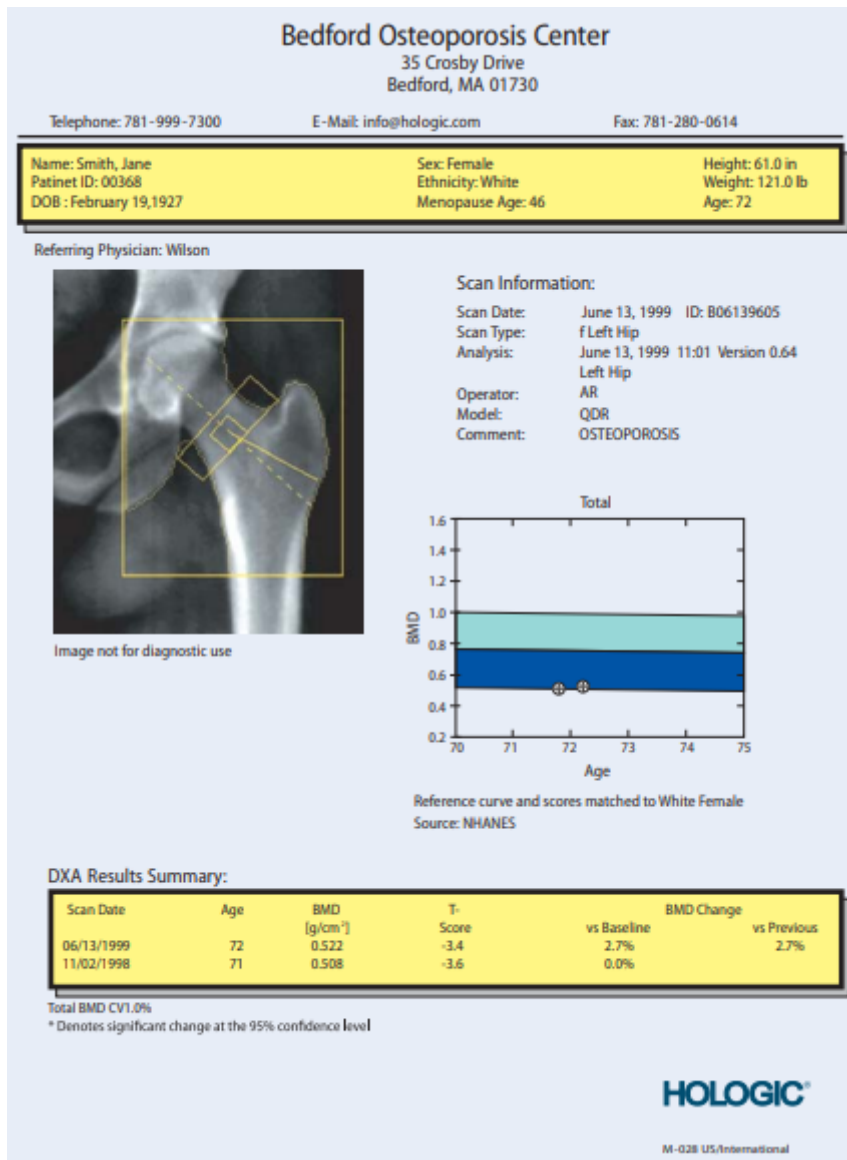 Bedford Osteoporosis Center
35 Crosby Drive
Bedford, MA 01730
Telephone: 781-999-7300 E-Mail: info@hologic.com Fax: 781-280-0614
Name: Smith, Jane Sex: Female Height: 61.0 in
Patinet ID: 00368 Ethnicity: White Weight: 121.0 lb
DOB : February 19,1927 Menopause Age: 46 Age: 72
Referring Physician: Wilson
Image not for diagnostic use
Scan Information:
Scan Date: June 13, 1999 ID: B0613960S
Scan Type: f Left Hip
Analysis: June 13, 1999 11:01 Version 0.64
Left Hip
Operator: AR
Model: QDR
Comment: OSTEOPOROSIS
Total
1.6
1.4
1.2
1.0
0.8
0.6
0.4
0.2
BMD
70 71 72 73 74 75
Age
Reference curve and scores matched to White Female
Source: NHANES
DXA Results Summary:
Scan Date Age BMD T- BMD Change
[g/cm²] Score vs Baseline vs Previous
06/13/1999 72 0.522 -3.4 2.7% 2.7%
11/02/1998 71 0.508 -3.6 0.0%
Total BMD CV1.0%
* Denotes significant change at the 95% confidence level
HOLOGIC®
M-028 US/International